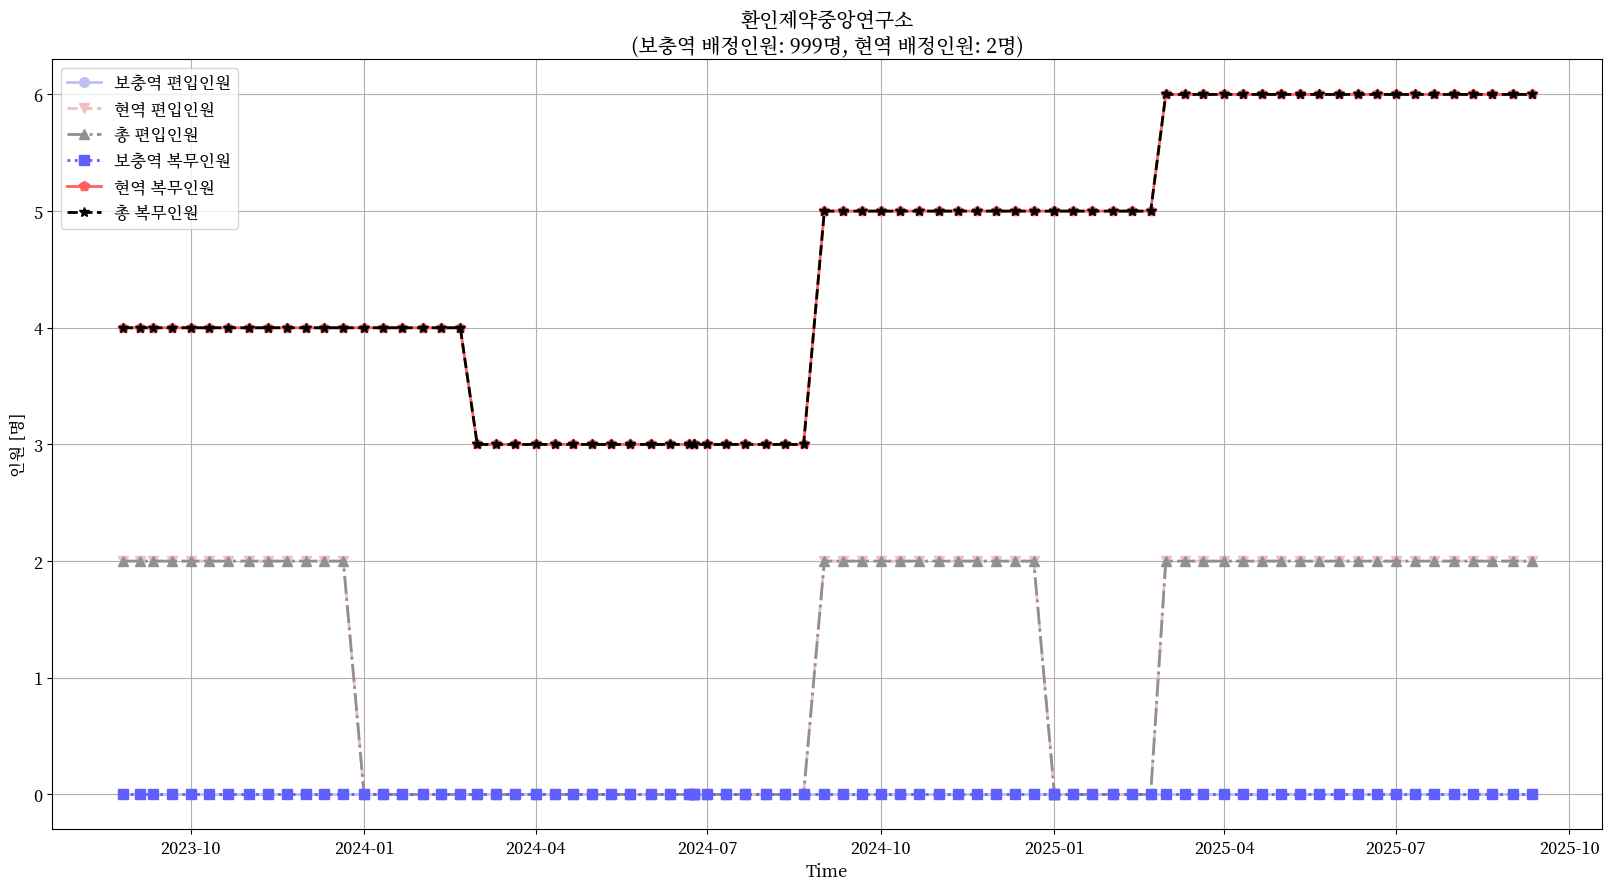 환인제약중앙연구소
(보충역 배정인원: 999명, 현역 배정인원: 2명)
보충역 편입인원
현역 편입인원
총 편입인원
보충역 복무인원
현역 복무인원
총 복무인원
인원 [명]
6
5
4
3
2
1
0
2023-10
2024-01
2024-04
2024-07
2024-10
2025-01
2025-04
2025-07
2025-10
Time